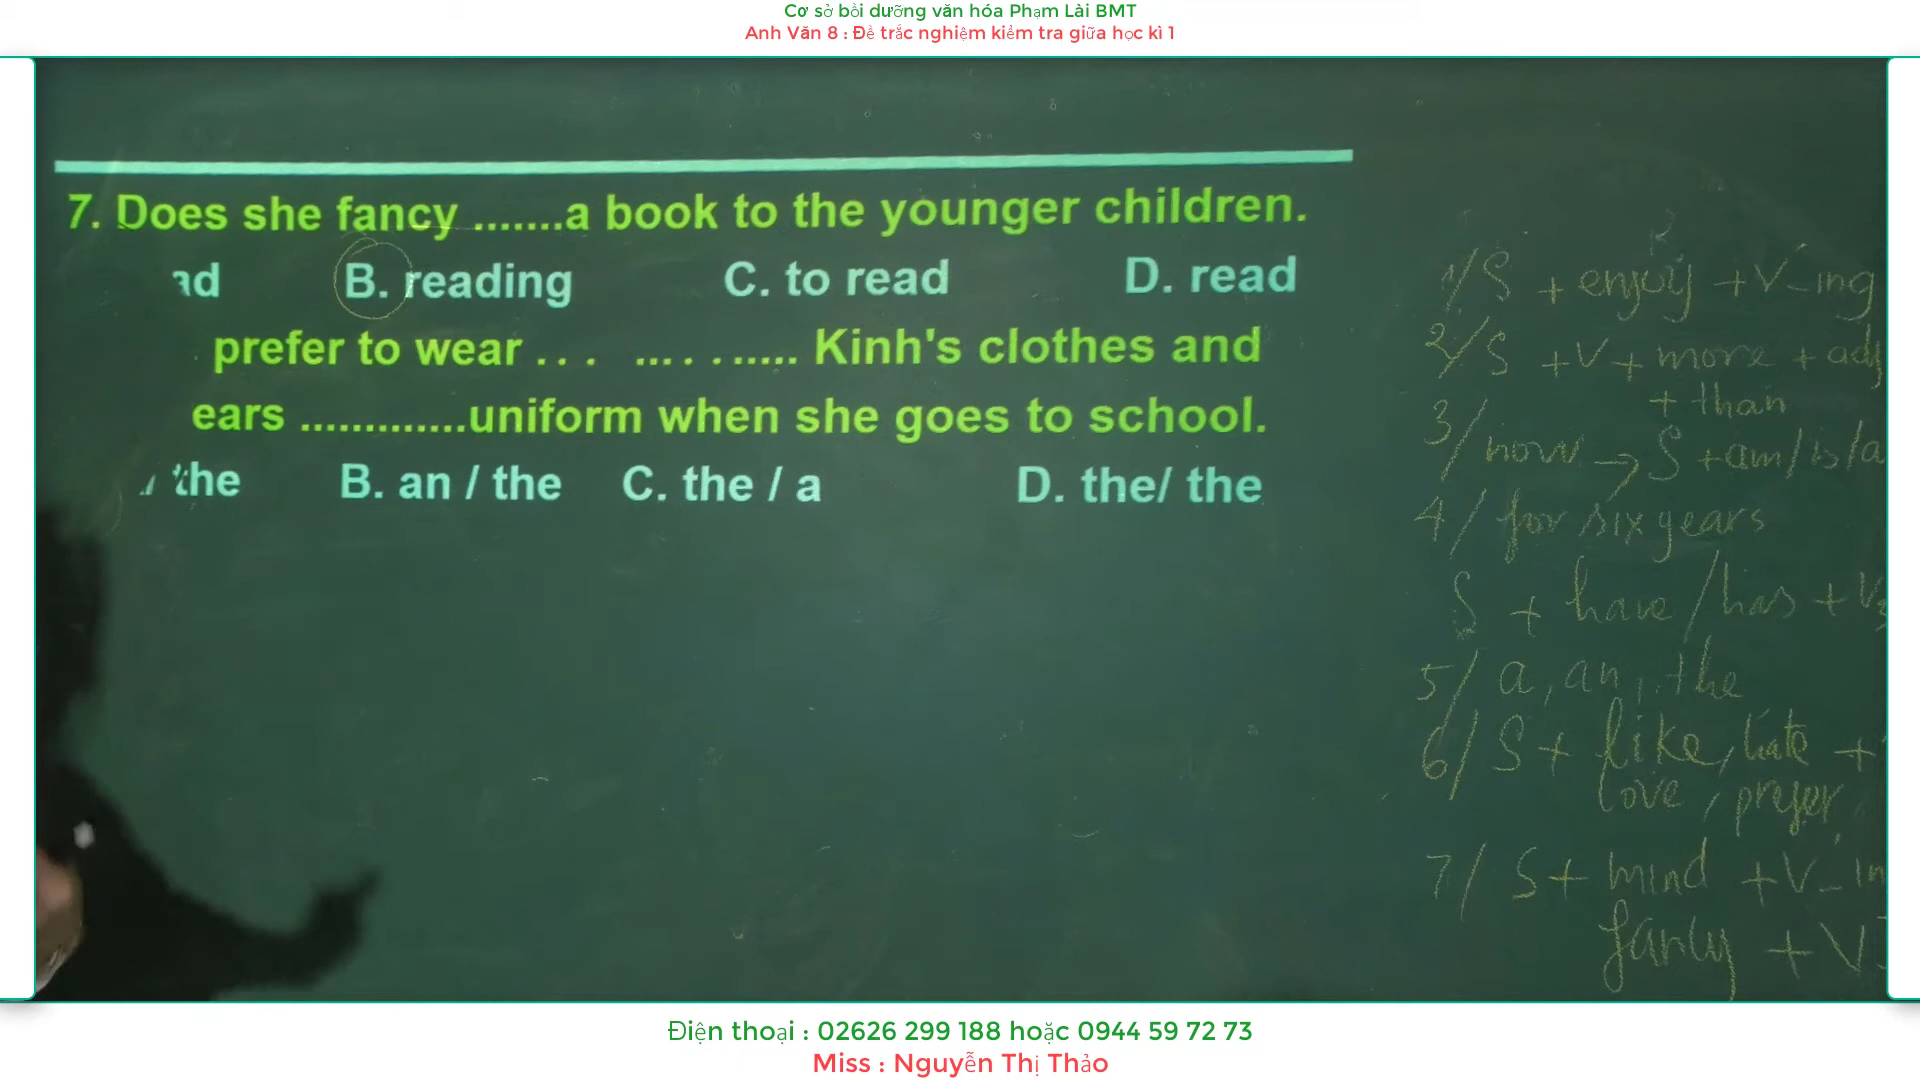 Cơ sở bồi dưỡng văn hóa Phạm Lài BMT
Anh Văn 8 : Đề trắc nghiệm kiểm tra giữa học kì 1
7. Does she fancy .......a book to the younger children.
ad B. reading C. to read D. read
prefer to wear . . . ... . . ..... Kinh's clothes and
ears .............uniform when she goes to school.
the B. an / the C. the / a D. the/ the
1/ S + enjoy + V-ing
2/ S + V + more + adj
+ than
3/ now → S + am/is/a
4/ for six years
S + have/has + V3
5/ a, an, the
6/ S + like, hate +
love, prefer
7/ S + mind + V-in
fancy + V
Điện thoại : 02626 299 188 hoặc 0944 59 72 73
Miss : Nguyễn Thị Thảo